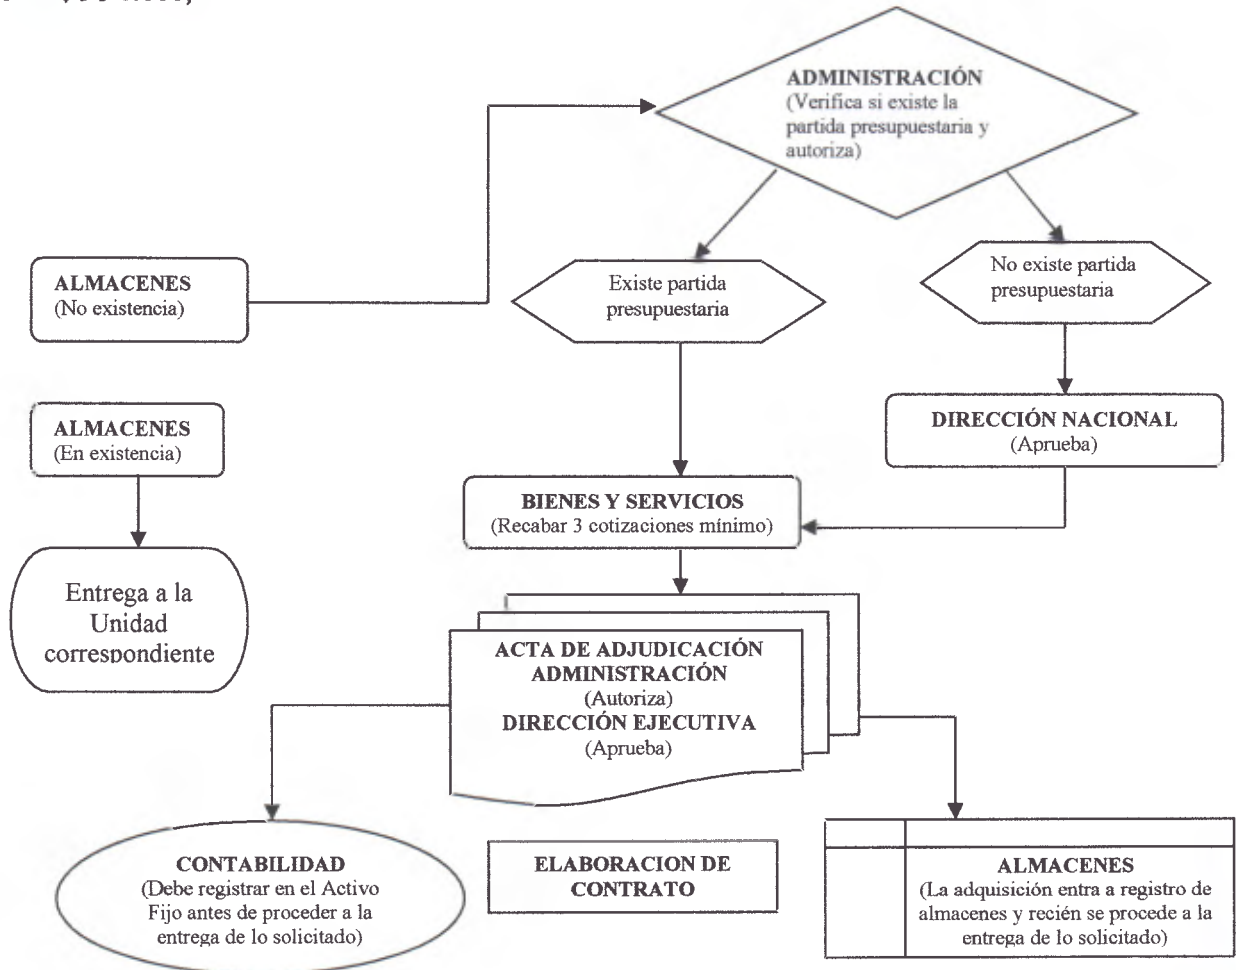 ADMINISTRACIÓN
(Verifica si existe la
partida presupuestaria y
autoriza)
ALMACENES
(No existencia)
Existe partida
presupuestaria
No existe partida
presupuestaria
ALMACENES
(En existencia)
DIRECCIÓN NACIONAL
(Aprueba)
BIENES Y SERVICIOS
(Recabar 3 cotizaciones mínimo)
Entrega a la
Unidad
correspondiente
ACTA DE ADJUDICACIÓN
ADMINISTRACIÓN
(Autoriza)
DIRECCIÓN EJECUTIVA
(Aprueba)
CONTABILIDAD
(Debe registrar en el Activo
Fijo antes de proceder a la
entrega de lo solicitado)
ELABORACION DE
CONTRATO
ALMACENES
(La adquisición entra a registro de
almacenes y recién se procede a la
entrega de lo solicitado)